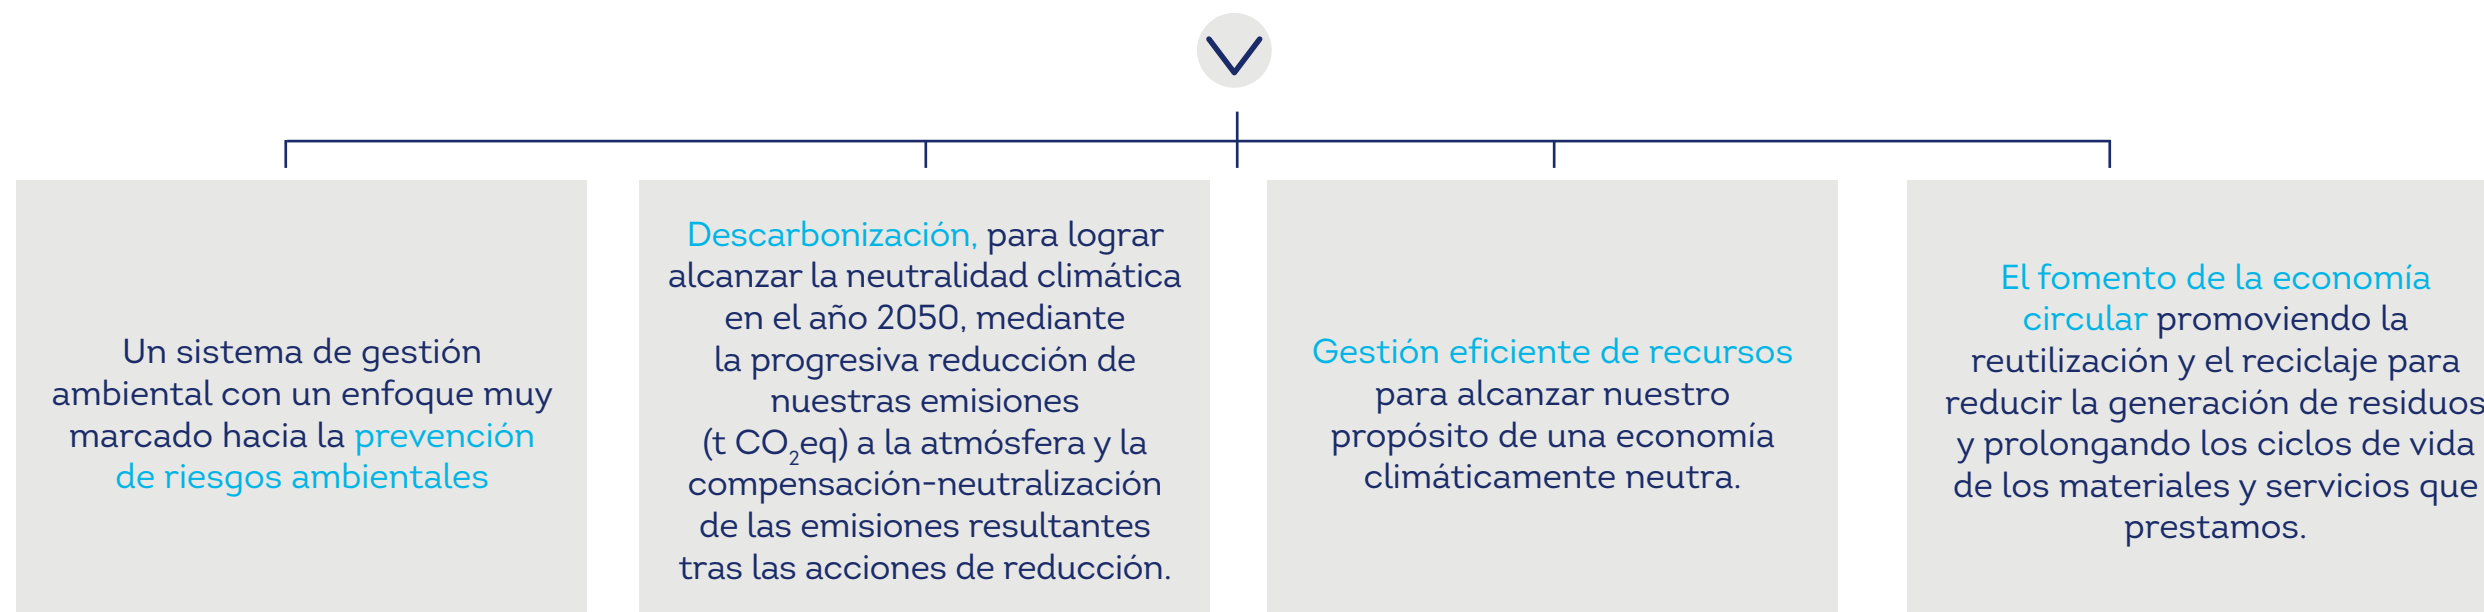 Un sistema de gestión
ambiental con un enfoque muy
marcado hacia la prevención
de riesgos ambientales
Descarbonización, para lograr
alcanzar la neutralidad climática
en el año 2050, mediante
la progresiva reducción de
nuestras emisiones
(t CO₂eq) a la atmósfera y la
compensación-neutralización
de las emisiones resultantes
tras las acciones de reducción.
Gestión eficiente de recursos
para alcanzar nuestro
propósito de una economía
climáticamente neutra.
El fomento de la economía
circular promoviendo la
reutilización y el reciclaje para
reducir la generación de residuos
y prolongando los ciclos de vida
de los materiales y servicios que
prestamos.